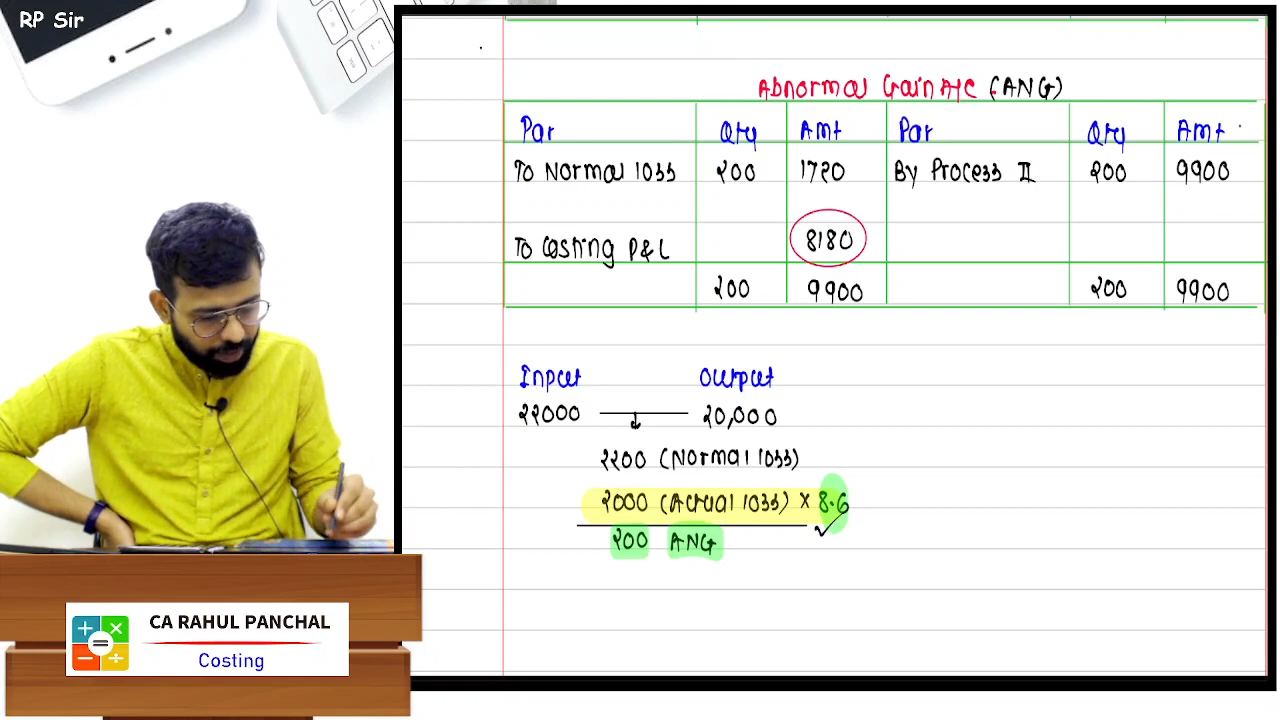 RP Sir
Abnormal Gain A/C (ANG)
Par Qty Amt Par Qty Amt
To Normal loss 200 1720 By Process II 200 9900
To Costing P&L 8180
200 9900 200 9900
Input Output
22000 20,000
2200 (Normal loss)
2000 (Actual loss) × 8.6
200 ANG
CA RAHUL PANCHAL
Costing